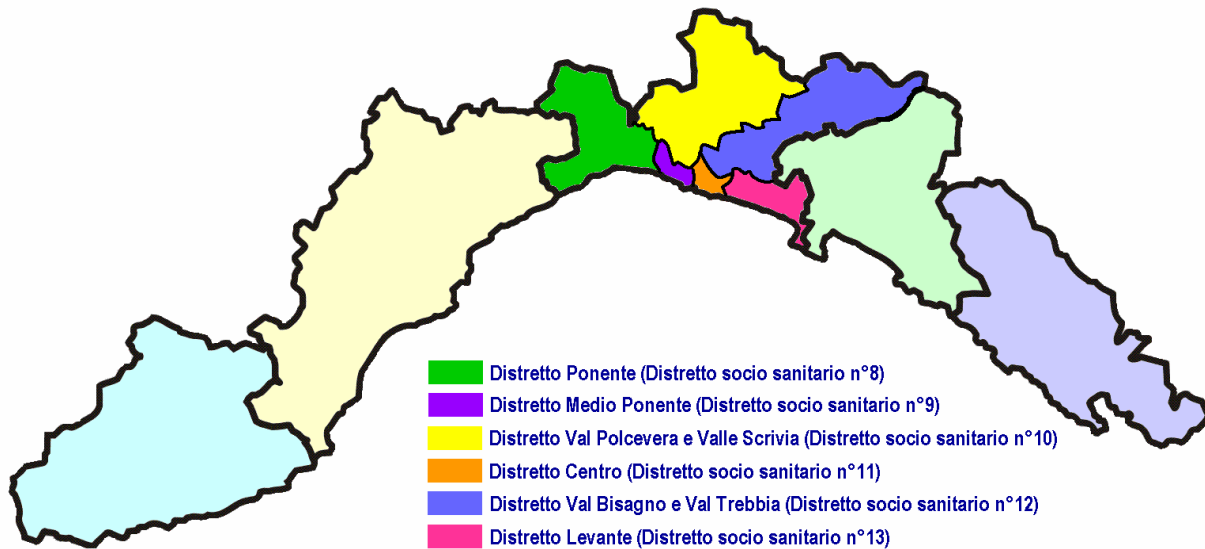 Distretto Ponente (Distretto socio sanitario n°8)
Distretto Medio Ponente (Distretto socio sanitario n°9)
Distretto Val Polcevera e Valle Scrivia (Distretto socio sanitario n°10)
Distretto Centro (Distretto socio sanitario n°11)
Distretto Val Bisagno e Val Trebbia (Distretto socio sanitario n°12)
Distretto Levante (Distretto socio sanitario n°13)